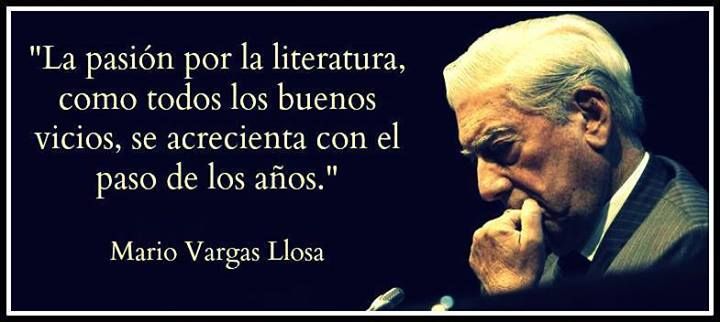 "La pasión por la literatura,
como todos los buenos
vicios, se acrecienta con el
paso de los años."
Mario Vargas Llosa